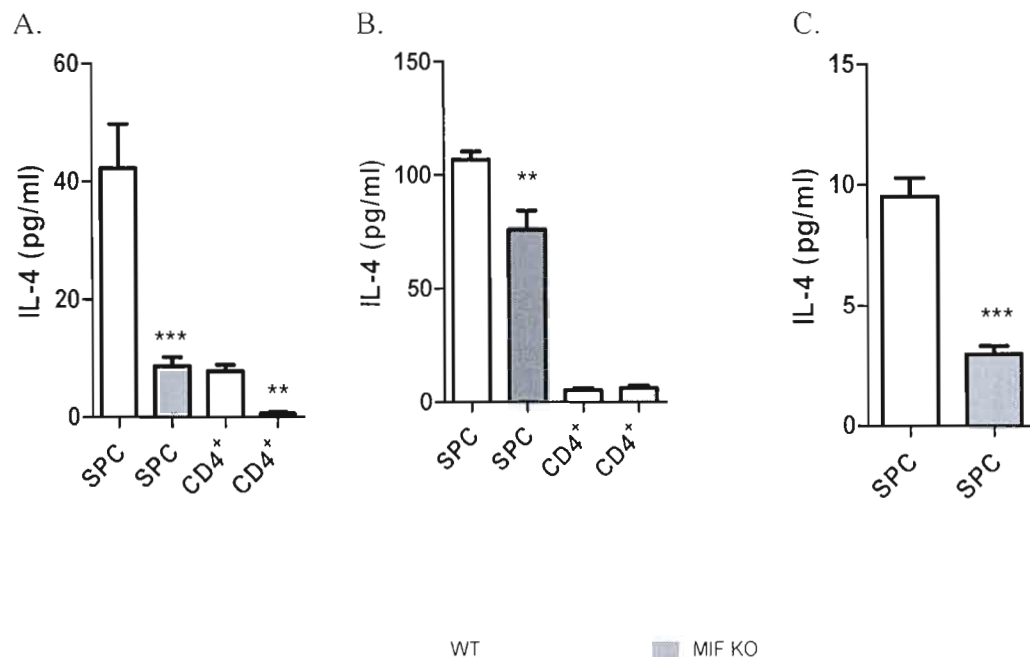 A.
60
40
20
0
IL-4 (pg/ml)
***
**
SPC
SPC
CD4+
CD4+
B.
150
100
50
0
IL-4 (pg/ml)
**
SPC
SPC
CD4+
CD4+
C.
15
10
5
0
IL-4 (pg/ml)
***
SPC
SPC
WT
MIF KO